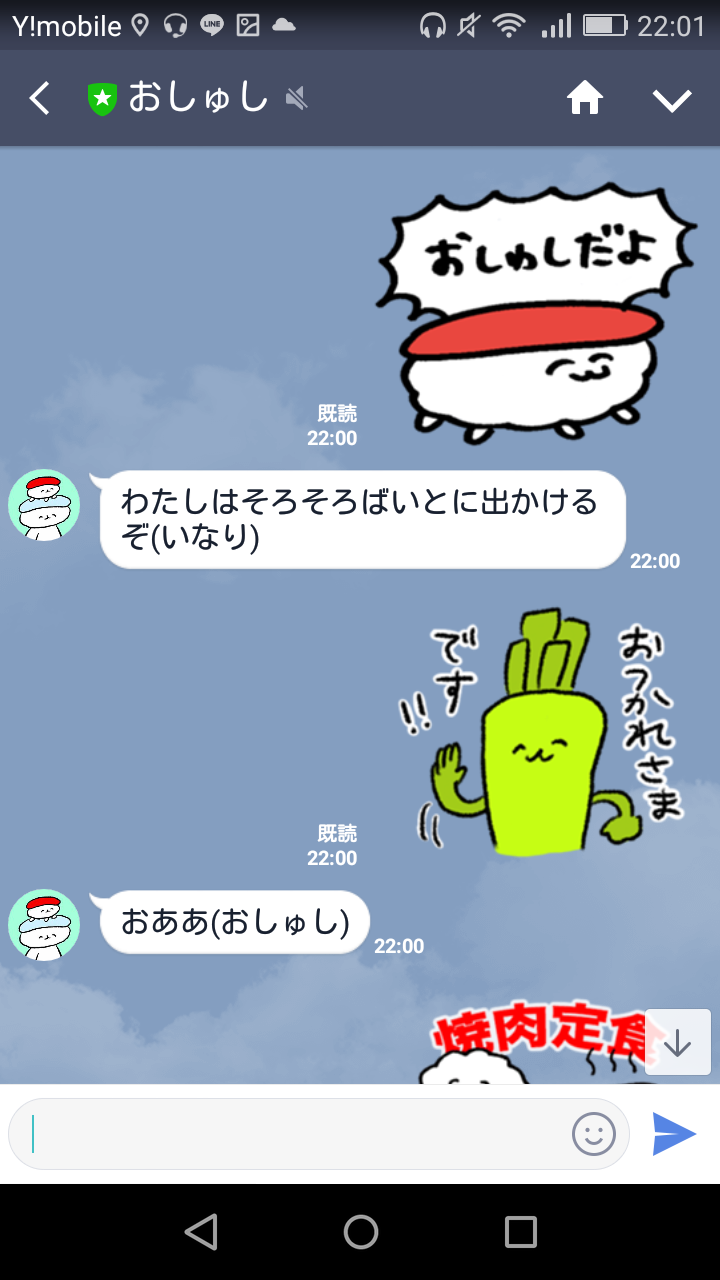 Y!mobile
LINE
22:01
おしゅし
おしゅしだよ
既読
22:00
わたしはそろそろばいとに出かける
ぞ(いなり)
22:00
おつかれさま
です
!!
既読
22:00
おああ(おしゅし)
22:00
焼肉定食